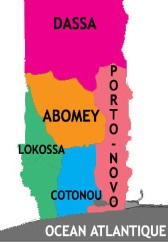 DASSA
ABOMEY
PORTO-NOVO
LOKOSSA
COTONOU
OCEAN ATLANTIQUE